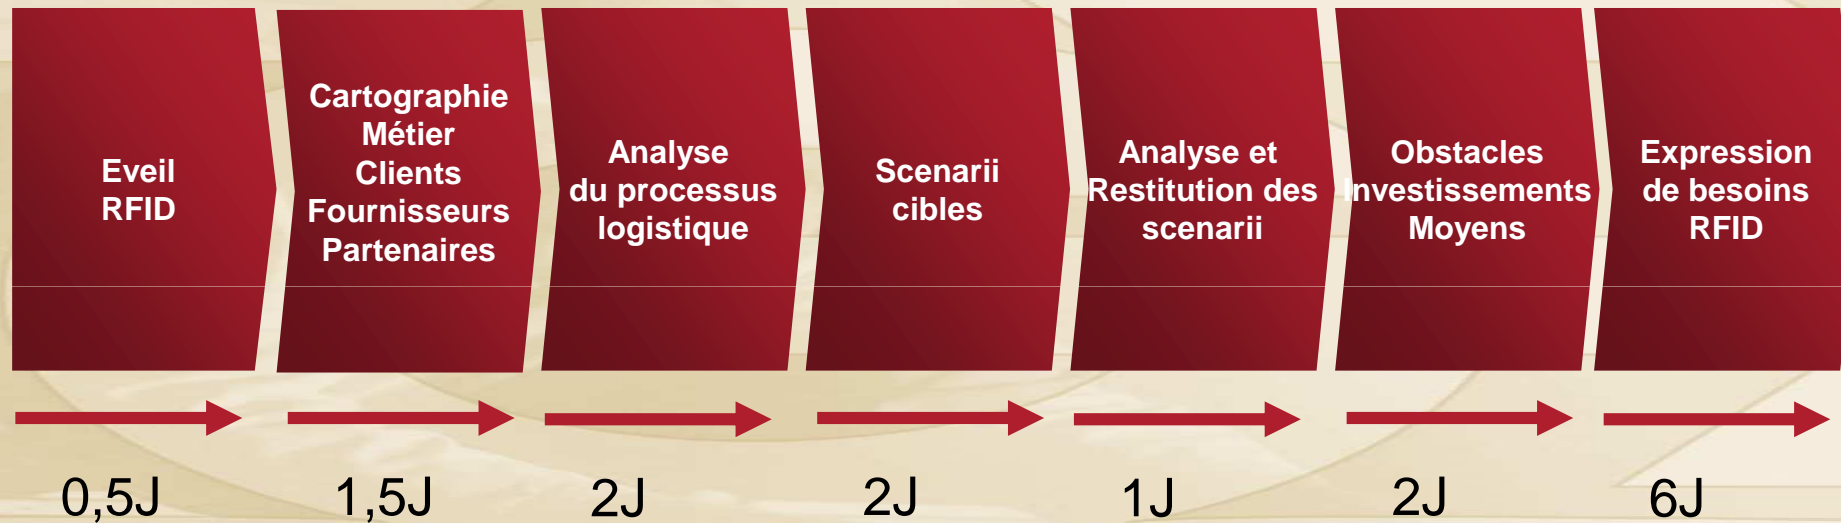 Eveil
RFID
Cartographie
Métier
Clients
Fournisseurs
Partenaires
Analyse
du processus
logistique
Scenarii
cibles
Analyse et
Restitution des
scenarii
Obstacles
Investissements
Moyens
Expression
de besoins
RFID
0,5J
1,5J
2J
2J
1J
2J
6J